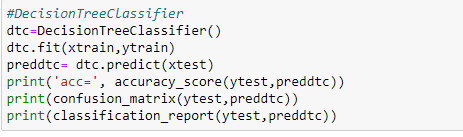 #DecisionTreeClassifier
dtc=DecisionTreeClassifier()
dtc.fit(xtrain,ytrain)
preddtc= dtc.predict(xtest)
print('acc=', accuracy_score(ytest,preddtc))
print(confusion_matrix(ytest,preddtc))
print(classification_report(ytest,preddtc))